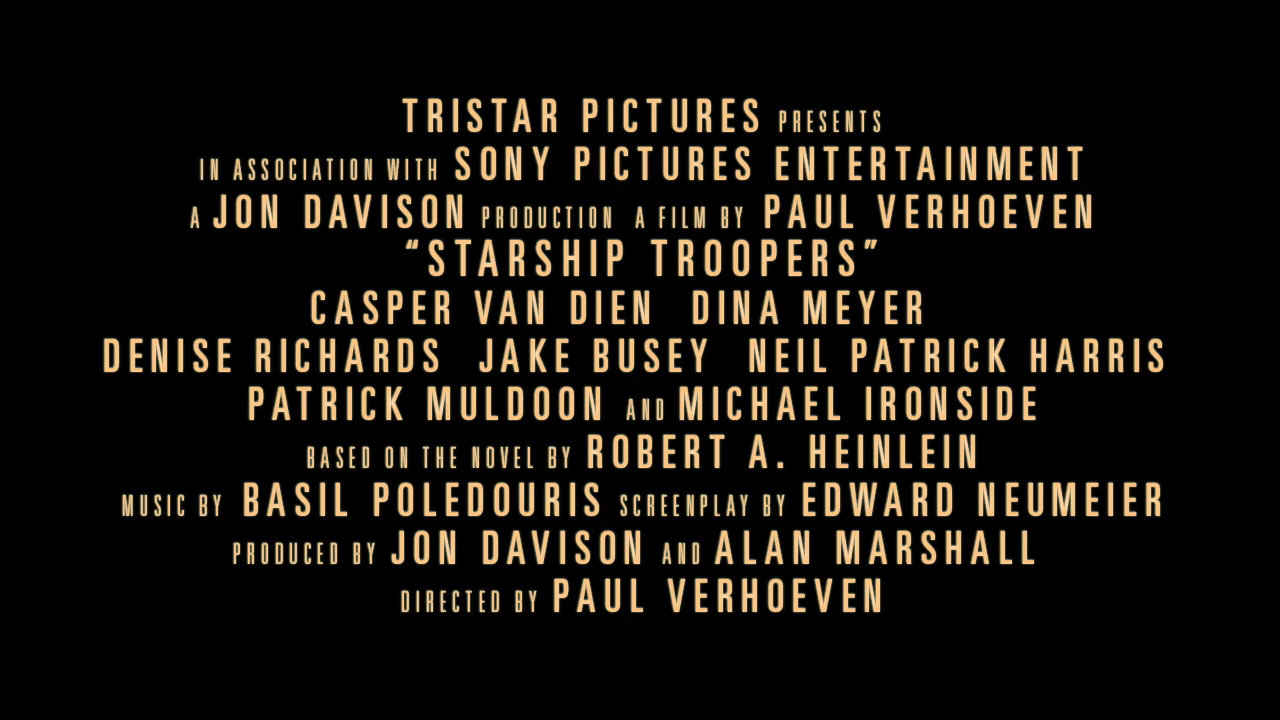 TRISTAR PICTURES PRESENTS
IN ASSOCIATION WITH SONY PICTURES ENTERTAINMENT
A JON DAVISON PRODUCTION A FILM BY PAUL VERHOEVEN
“STARSHIP TROOPERS”
CASPER VAN DIEN DINA MEYER
DENISE RICHARDS JAKE BUSEY NEIL PATRICK HARRIS
PATRICK MULDOON AND MICHAEL IRONSIDE
BASED ON THE NOVEL BY ROBERT A. HEINLEIN
MUSIC BY BASIL POLEDOURIS SCREENPLAY BY EDWARD NEUMEIER
PRODUCED BY JON DAVISON AND ALAN MARSHALL
DIRECTED BY PAUL VERHOEVEN